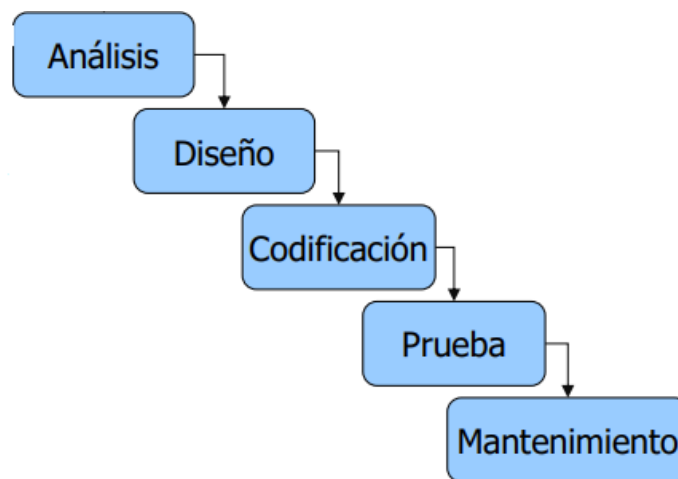 Análisis
Diseño
Codificación
Prueba
Mantenimiento